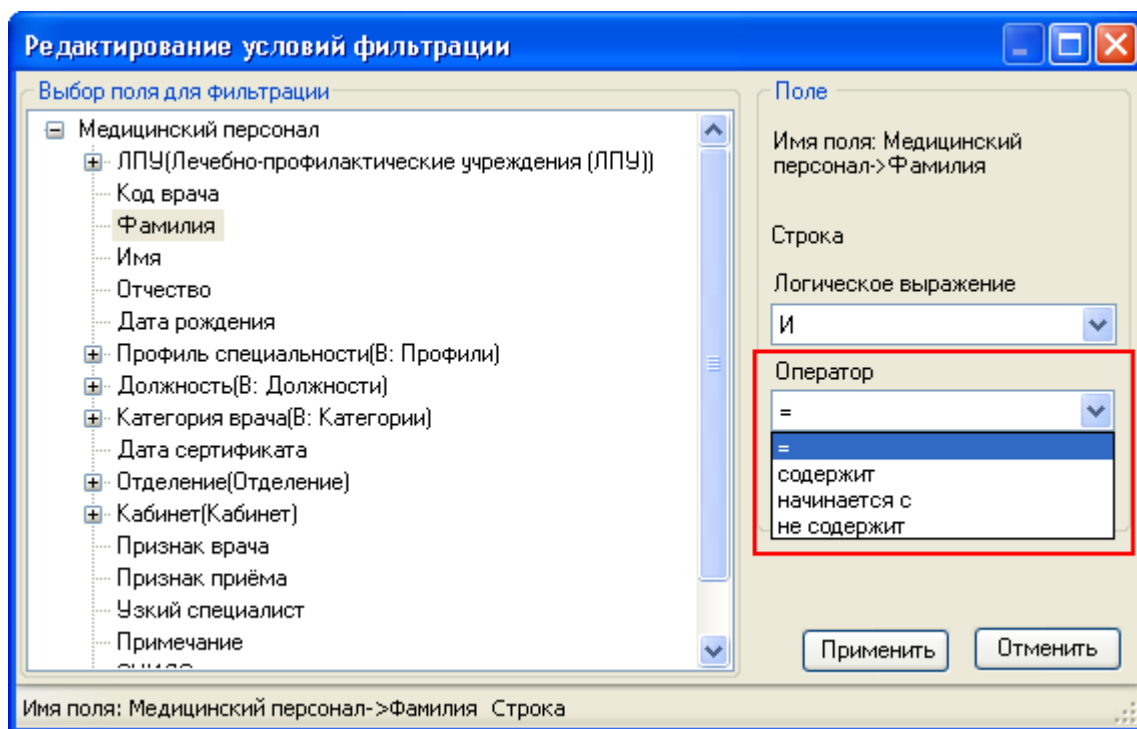 Редактирование условий фильтрации
Выбор поля для фильтрации
Медицинский персонал
ЛПУ(Лечебно-профилактические учреждения (ЛПУ))
Код врача
Фамилия
Имя
Отчество
Дата рождения
Профиль специальности(В: Профили)
Должность(В: Должности)
Категория врача(В: Категории)
Дата сертификата
Отделение(Отделение)
Кабинет(Кабинет)
Признак врача
Признак приёма
Узкий специалист
Примечание
Поле
Имя поля: Медицинский
персонал->Фамилия
Строка
Логическое выражение
И
Оператор
=
=
содержит
начинается с
не содержит
Применить
Отменить
Имя поля: Медицинский персонал->Фамилия Строка